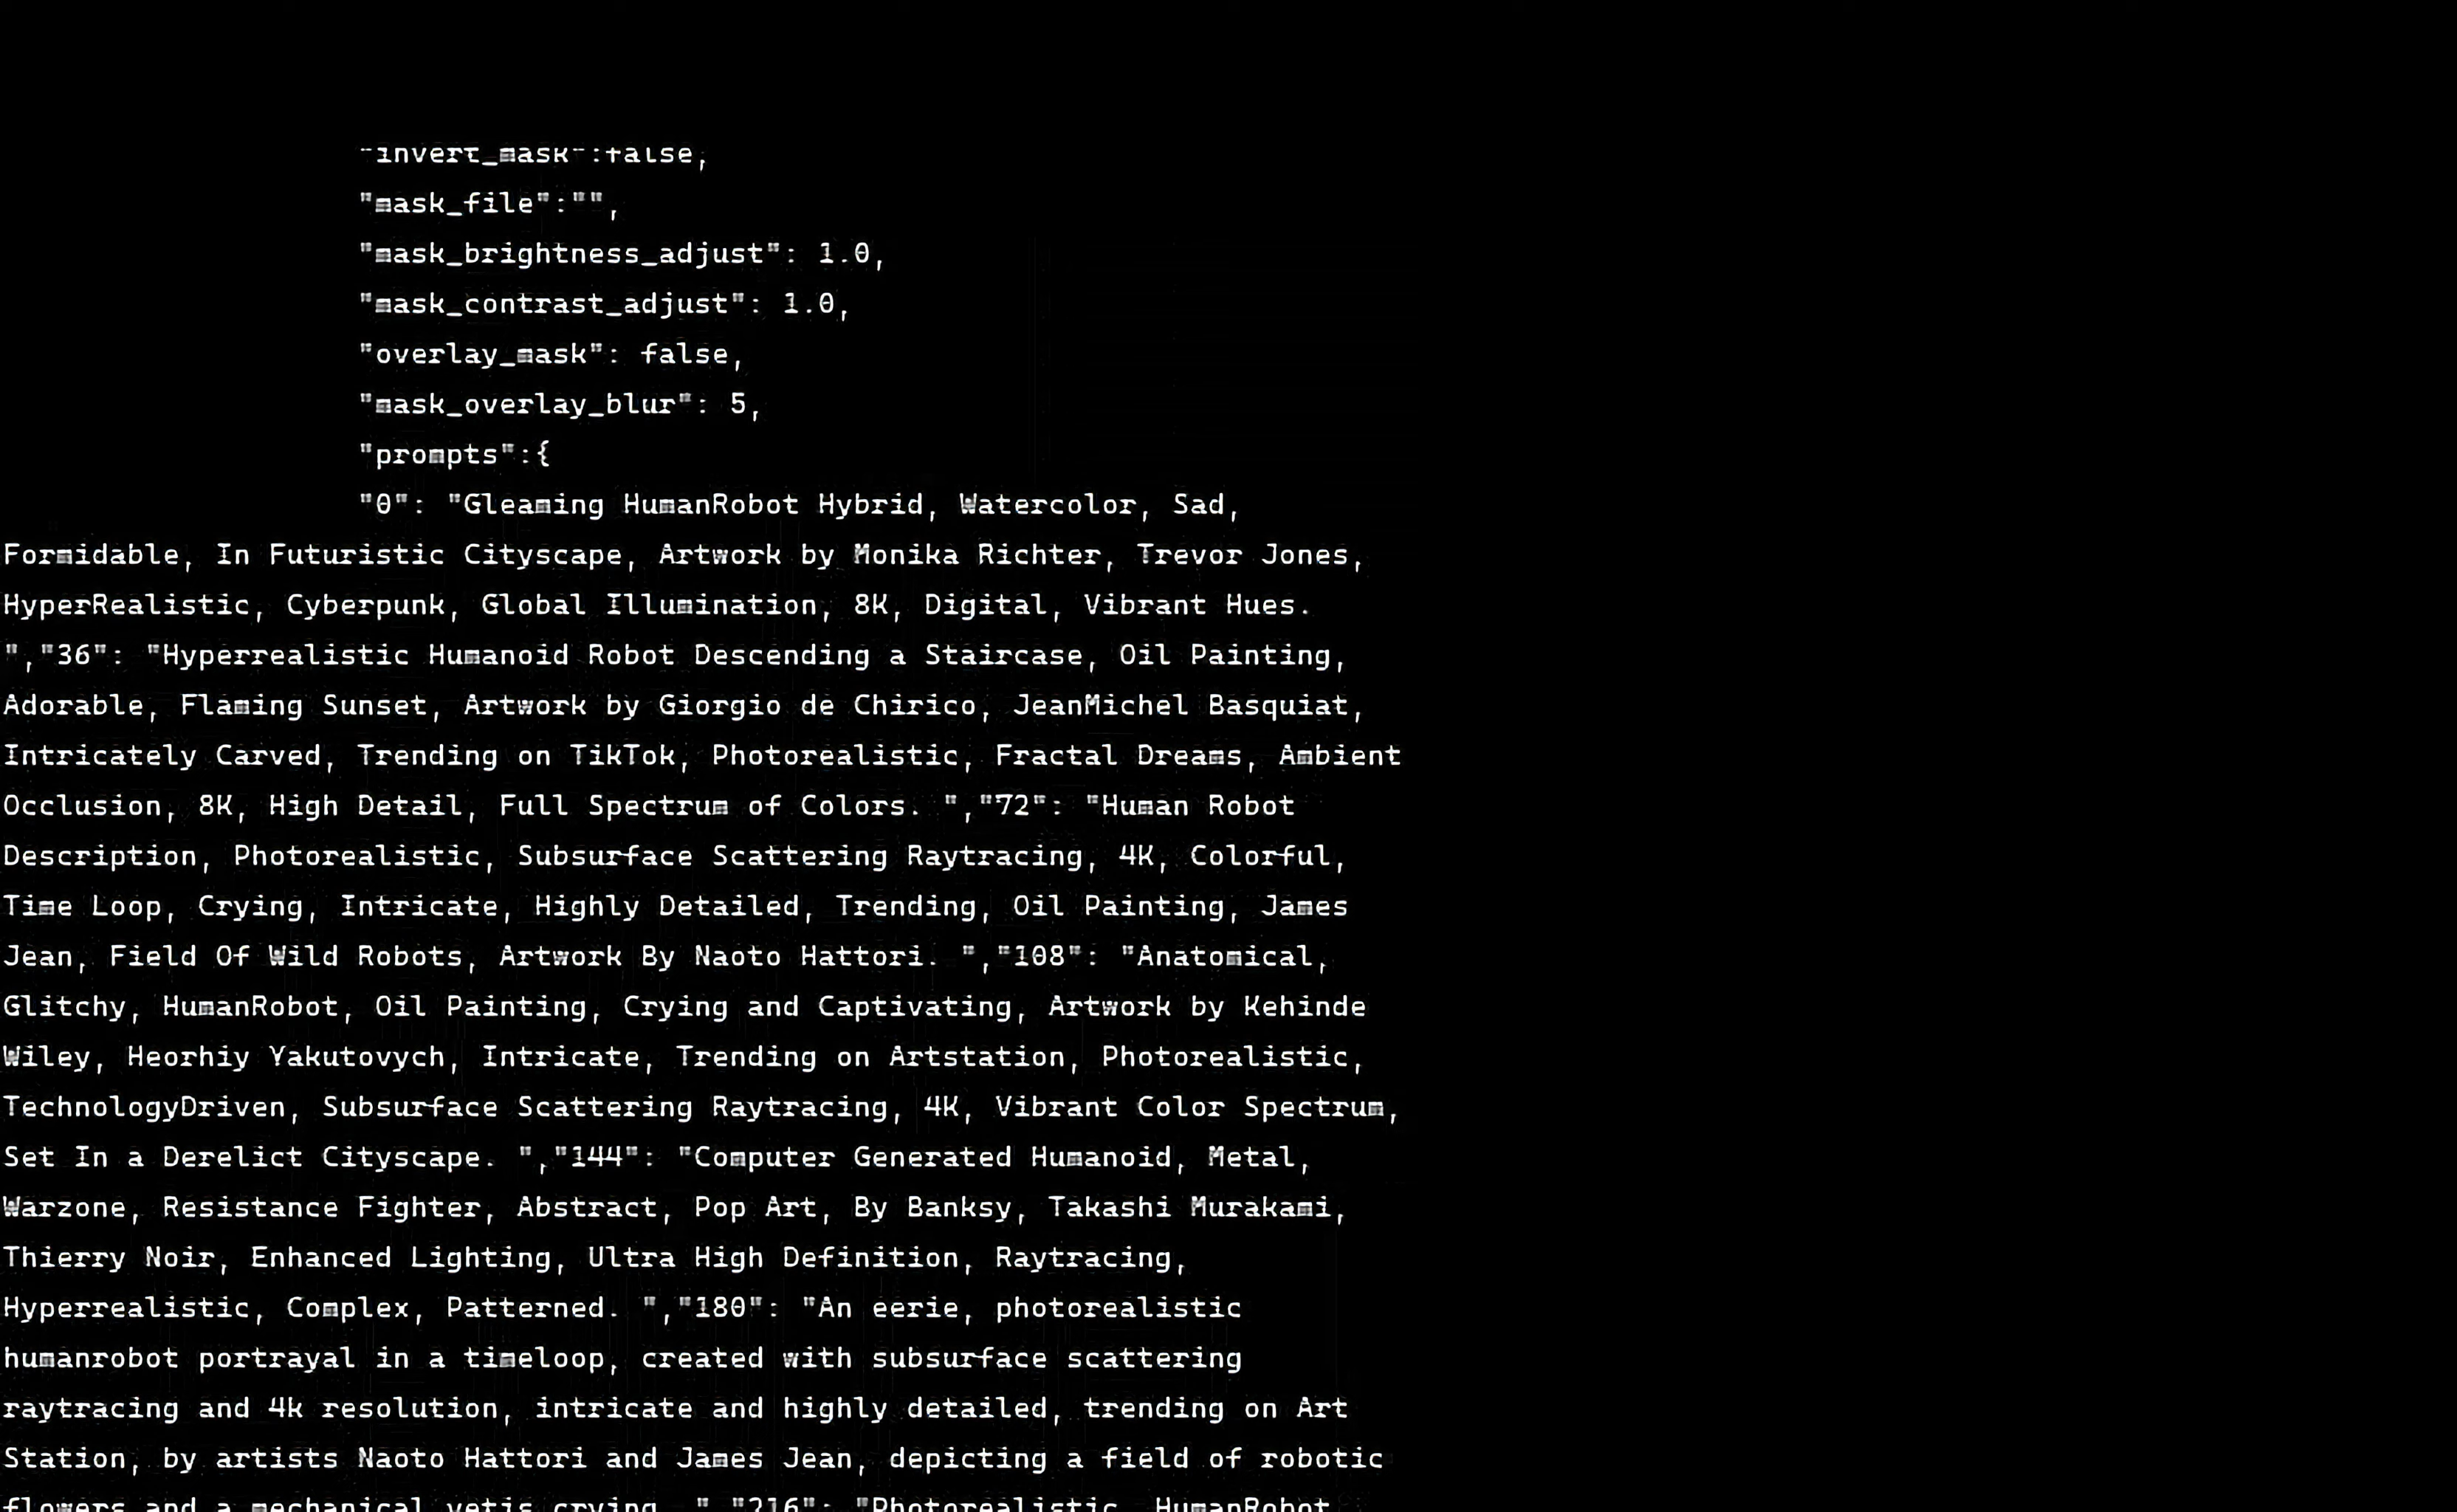 "invert_mask":false,
"mask_file":"",
"mask_brightness_adjust": 1.0,
"mask_contrast_adjust": 1.0,
"overlay_mask": false,
"mask_overlay_blur": 5,
"prompts":{
"0": "Gleaming HumanRobot Hybrid, Watercolor, Sad,
Formidable, In Futuristic Cityscape, Artwork by Monika Richter, Trevor Jones,
HyperRealistic, Cyberpunk, Global Illumination, 8K, Digital, Vibrant Hues.
","36": "Hyperrealistic Humanoid Robot Descending a Staircase, Oil Painting,
Adorable, Flaming Sunset, Artwork by Giorgio de Chirico, JeanMichel Basquiat,
Intricately Carved, Trending on TikTok, Photorealistic, Fractal Dreams, Ambient
Occlusion, 8K, High Detail, Full Spectrum of Colors. ","72": "Human Robot
Description, Photorealistic, Subsurface Scattering Raytracing, 4K, Colorful,
Time Loop, Crying, Intricate, Highly Detailed, Trending, Oil Painting, James
Jean, Field Of Wild Robots, Artwork By Naoto Hattori. ","108": "Anatomical,
Glitchy, HumanRobot, Oil Painting, Crying and Captivating, Artwork by Kehinde
Wiley, Heorhiy Yakutovych, Intricate, Trending on Artstation, Photorealistic,
TechnologyDriven, Subsurface Scattering Raytracing, 4K, Vibrant Color Spectrum,
Set In a Derelict Cityscape. ","144": "Computer Generated Humanoid, Metal,
Warzone, Resistance Fighter, Abstract, Pop Art, By Banksy, Takashi Murakami,
Thierry Noir, Enhanced Lighting, Ultra High Definition, Raytracing,
Hyperrealistic, Complex, Patterned. ","180": "An eerie, photorealistic
humanrobot portrayal in a timeloop, created with subsurface scattering
raytracing and 4k resolution, intricate and highly detailed, trending on Art
Station, by artists Naoto Hattori and James Jean, depicting a field of robotic
flowers and a mechanical yetis crying. ","216": "Photorealistic, HumanRobot,